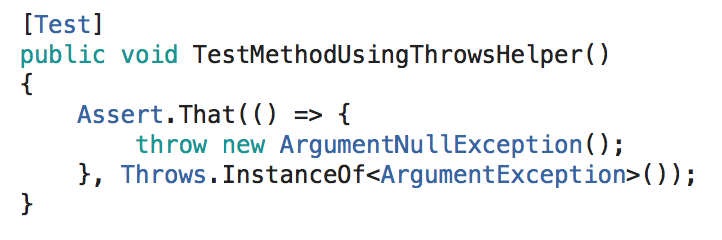 [Test]
public void TestMethodUsingThrowsHelper()
{
    Assert.That(() => {
        throw new ArgumentNullException();
    }, Throws.InstanceOf<ArgumentException>());
}